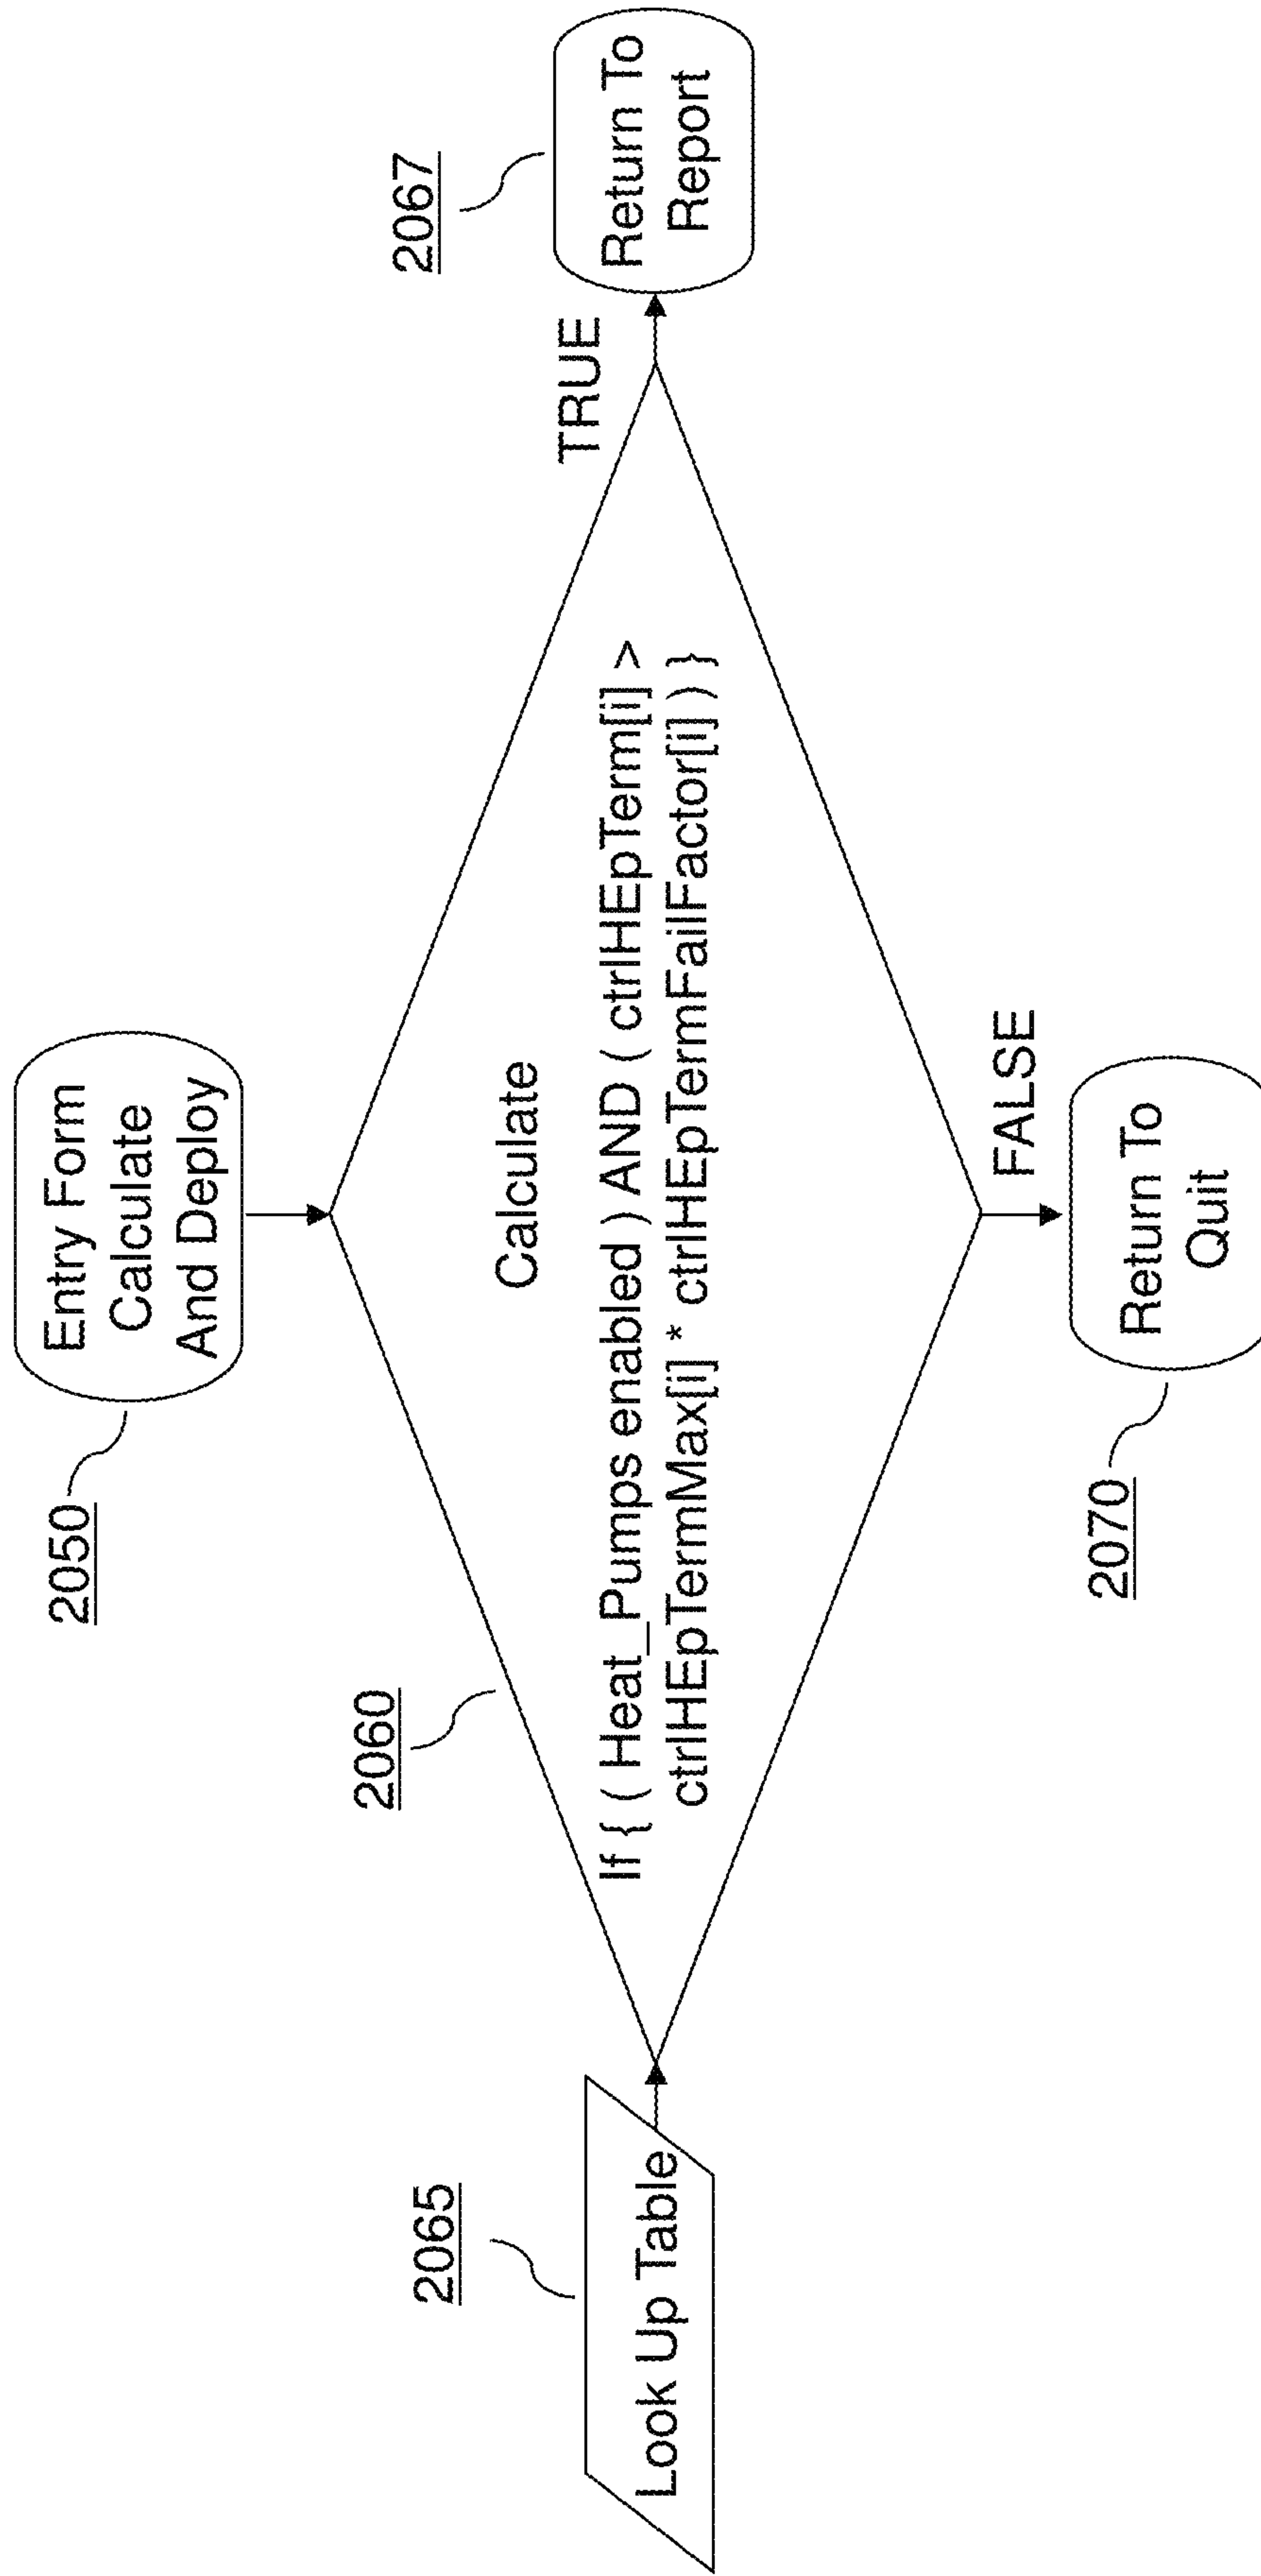 2050
Entry Form
Calculate
And Deploy
2060
Calculate
If { ( Heat_Pumps enabled ) AND ( ctrlHEpTerm[i] >
ctrlHEpTermMax[i] * ctrlHEpTermFailFactor[i] ) }
2065
Look Up Table
TRUE
2067
Return To
Report
FALSE
2070
Return To
Quit